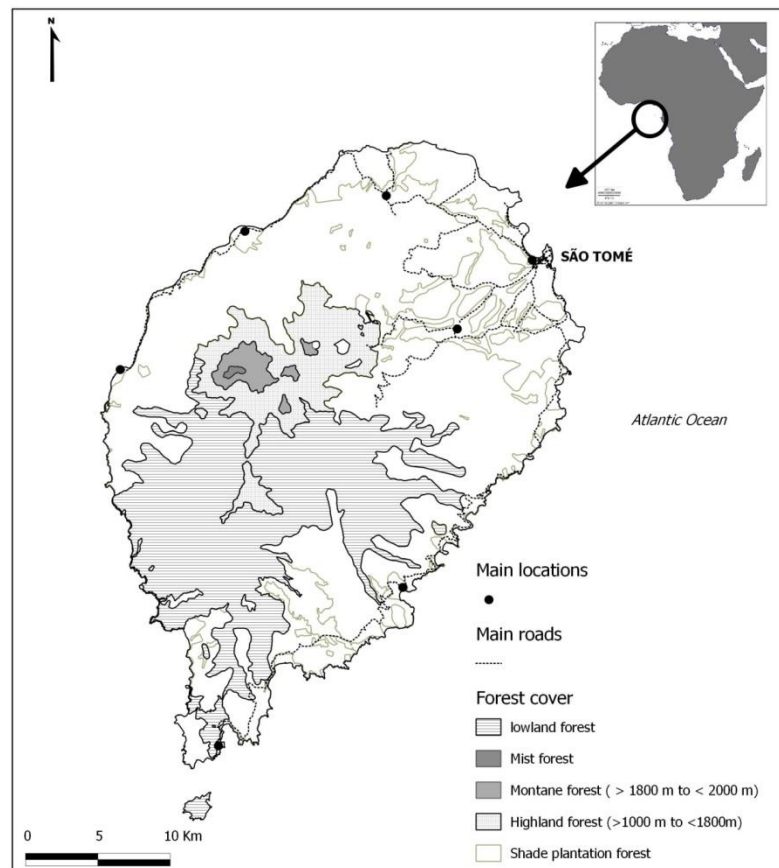 N
SÃO TOMÉ
Atlantic Ocean
Main locations
Main roads
Forest cover
lowland forest
Mist forest
Montane forest ( > 1800 m to < 2000 m)
Highland forest (>1000 m to <1800m)
Shade plantation forest
0 5 10 Km